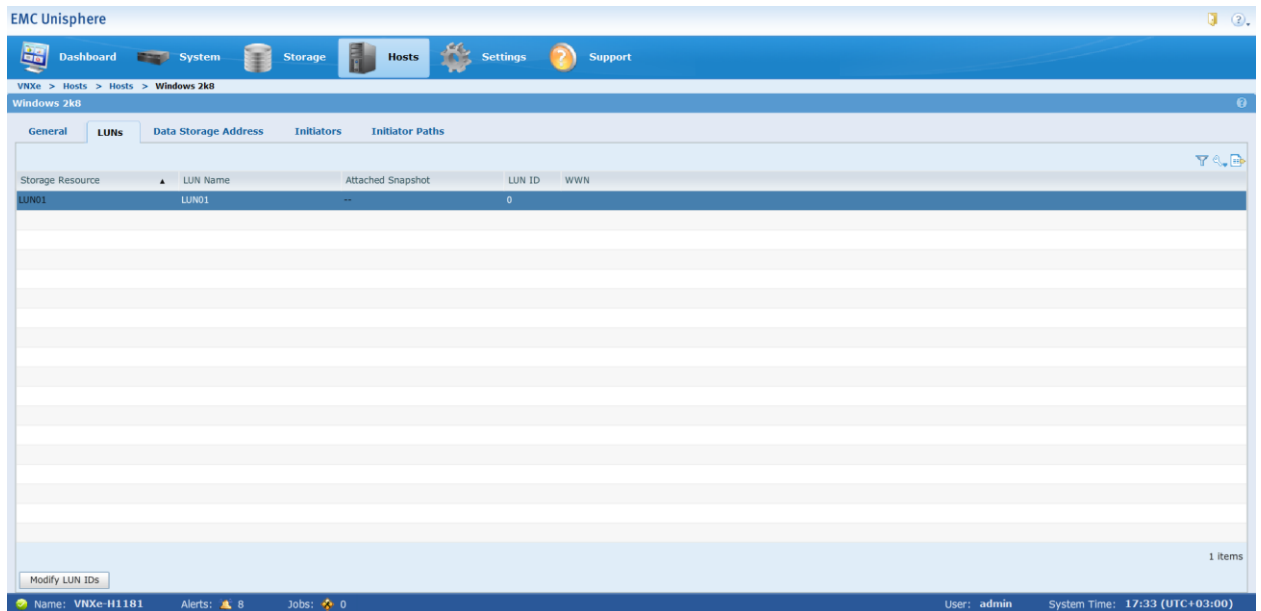 EMC Unisphere
Dashboard System Storage Hosts Settings Support
VNXe > Hosts > Hosts > Windows 2k8
Windows 2k8
General LUNs Data Storage Address Initiators Initiator Paths
Storage Resource LUN Name Attached Snapshot LUN ID WWN
LUN01 LUN01 -- 0
1 items
Modify LUN IDs
Name: VNXe-H1181 Alerts: 8 Jobs: 0 User: admin System Time: 17:33 (UTC+03:00)